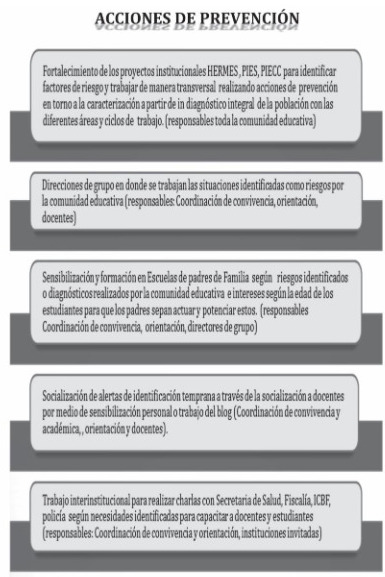 ACCIONES DE PREVENCIÓN
Fortalecimiento de los proyectos institucionales HERMES, PIES, PIECC para identificar
factores de riesgo y trabajar de manera transversal realizando acciones de prevención
en torno a la caracterización a partir de in diagnóstico integral de la población con las
diferentes áreas y ciclos de trabajo. (responsables toda la comunidad educativa)
Direcciones de grupo en donde se trabajan las situaciones identificadas como riesgos por
la comunidad educativa (responsables: Coordinación de convivencia, orientación,
docentes)
Sensibilización y formación en Escuelas de padres de Familia según riesgos identificados
o diagnósticos realizados por la comunidad educativa e intereses según la edad de los
estudiantes para que los padres sepan actuar y potenciar estos. (responsables
Coordinación de convivencia, orientación, directores de grupo)
Socialización de alertas de identificación temprana a través de la socialización a docentes
por medio de sensibilización personal o trabajo del blog (Coordinación de convivencia y
académica, , orientación y docentes).
Trabajo interinstitucional para realizar charlas con Secretaria de Salud, Fiscalía, ICBF,
policía según necesidades identificadas para capacitar a docentes y estudiantes
(responsables: Coordinación de convivencia y orientación, instituciones invitadas)